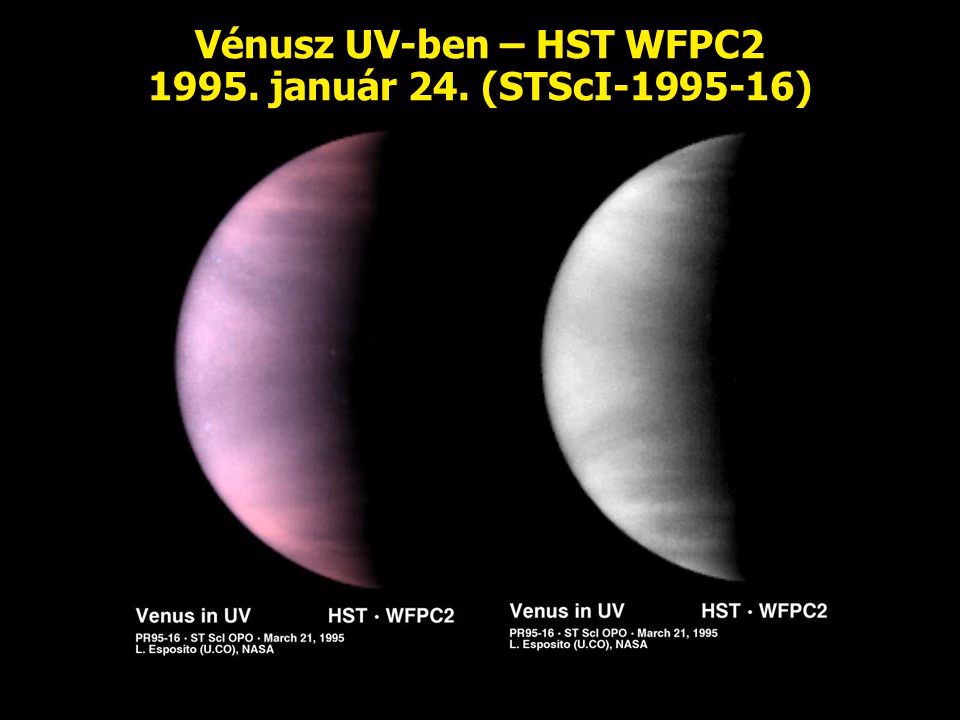 Vénusz UV-ben – HST WFPC2
1995. január 24. (STScI-1995-16)
Venus in UV HST · WFPC2
PR95-16 · ST ScI OPO · March 21, 1995
L. Esposito (U.CO), NASA
Venus in UV HST · WFPC2
PR95-16 · ST ScI OPO · March 21, 1995
L. Esposito (U.CO), NASA